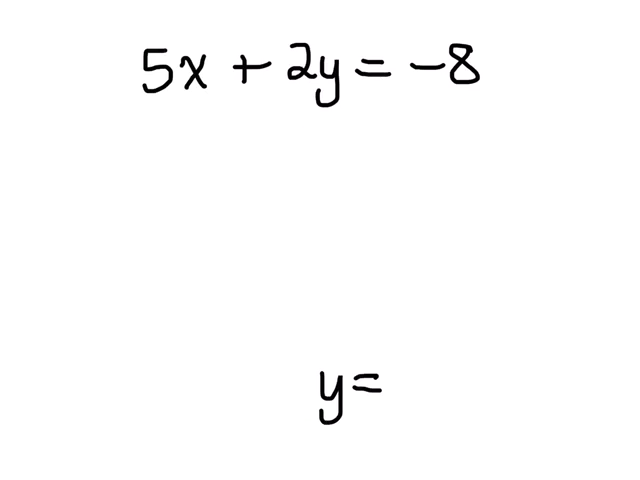 5x + 2y = -8
y =